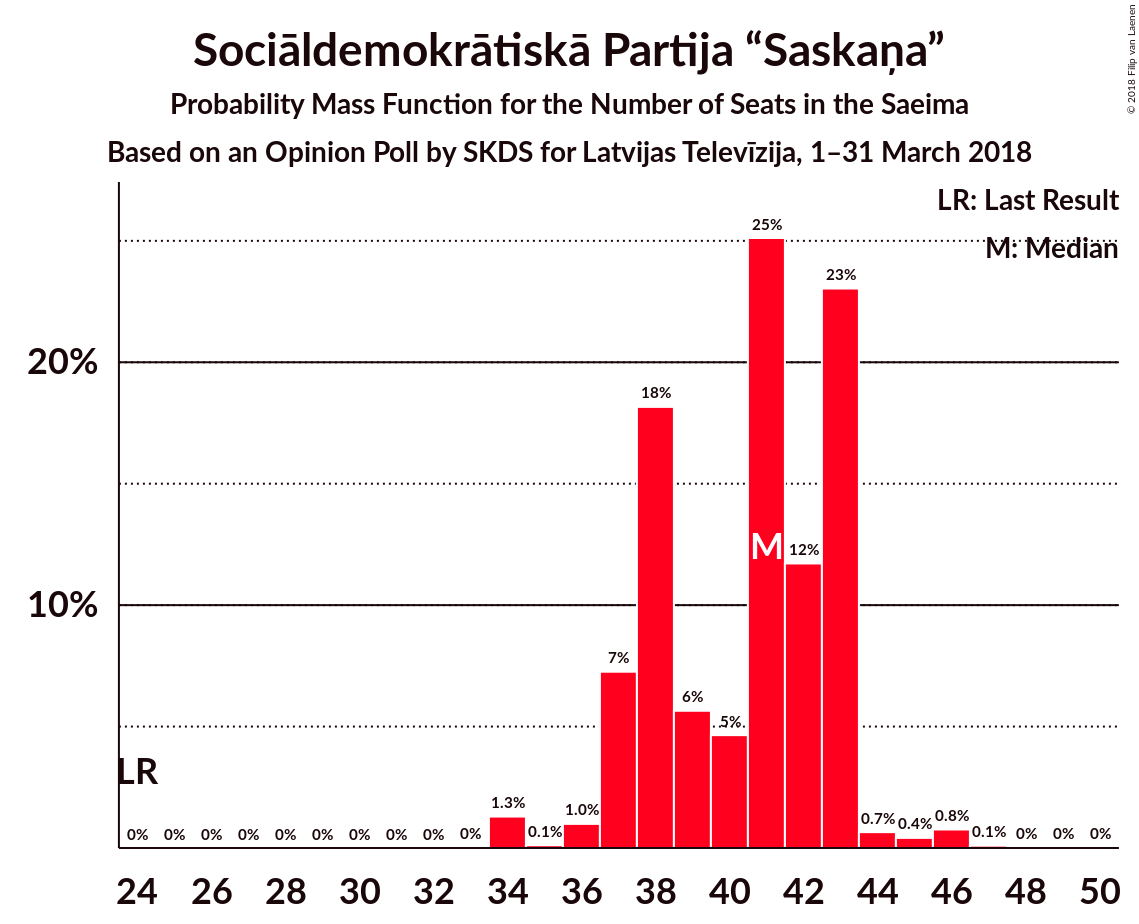 Sociāldemokrātiskā Partija “Saskaņa”
Probability Mass Function for the Number of Seats in the Saeima
Based on an Opinion Poll by SKDS for Latvijas Televīzija, 1–31 March 2018
© 2018 Filip van Laenen
LR: Last Result
M: Median
25%
23%
20%
18%
M
12%
10%
7%
6%
5%
LR
0% 0% 0% 0% 0% 0% 0% 0% 0% 0% 1.3% 0.1% 1.0% 0.7% 0.4% 0.8% 0.1% 0% 0% 0%
24 26 28 30 32 34 36 38 40 42 44 46 48 50